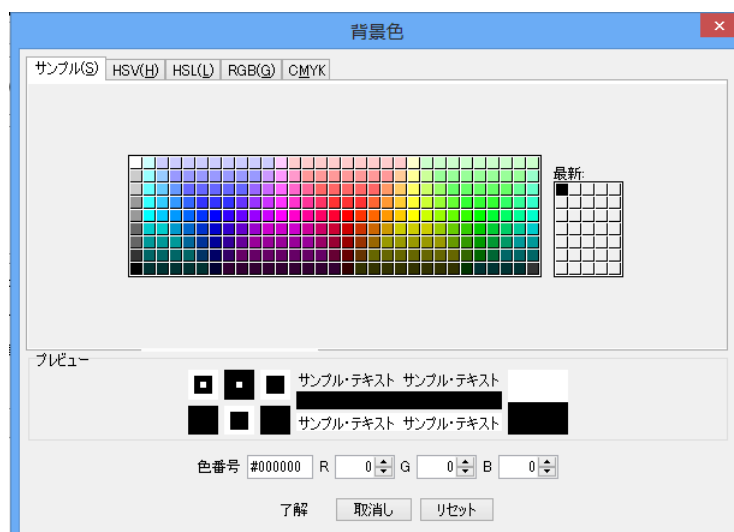 背景色
サンプル(S) HSV(H) HSL(L) RGB(G) CMYK
最新:
プレビュー
サンプル・テキスト サンプル・テキスト
サンプル・テキスト サンプル・テキスト
色番号 #000000 R 0 G 0 B 0
了解 取消し リセット